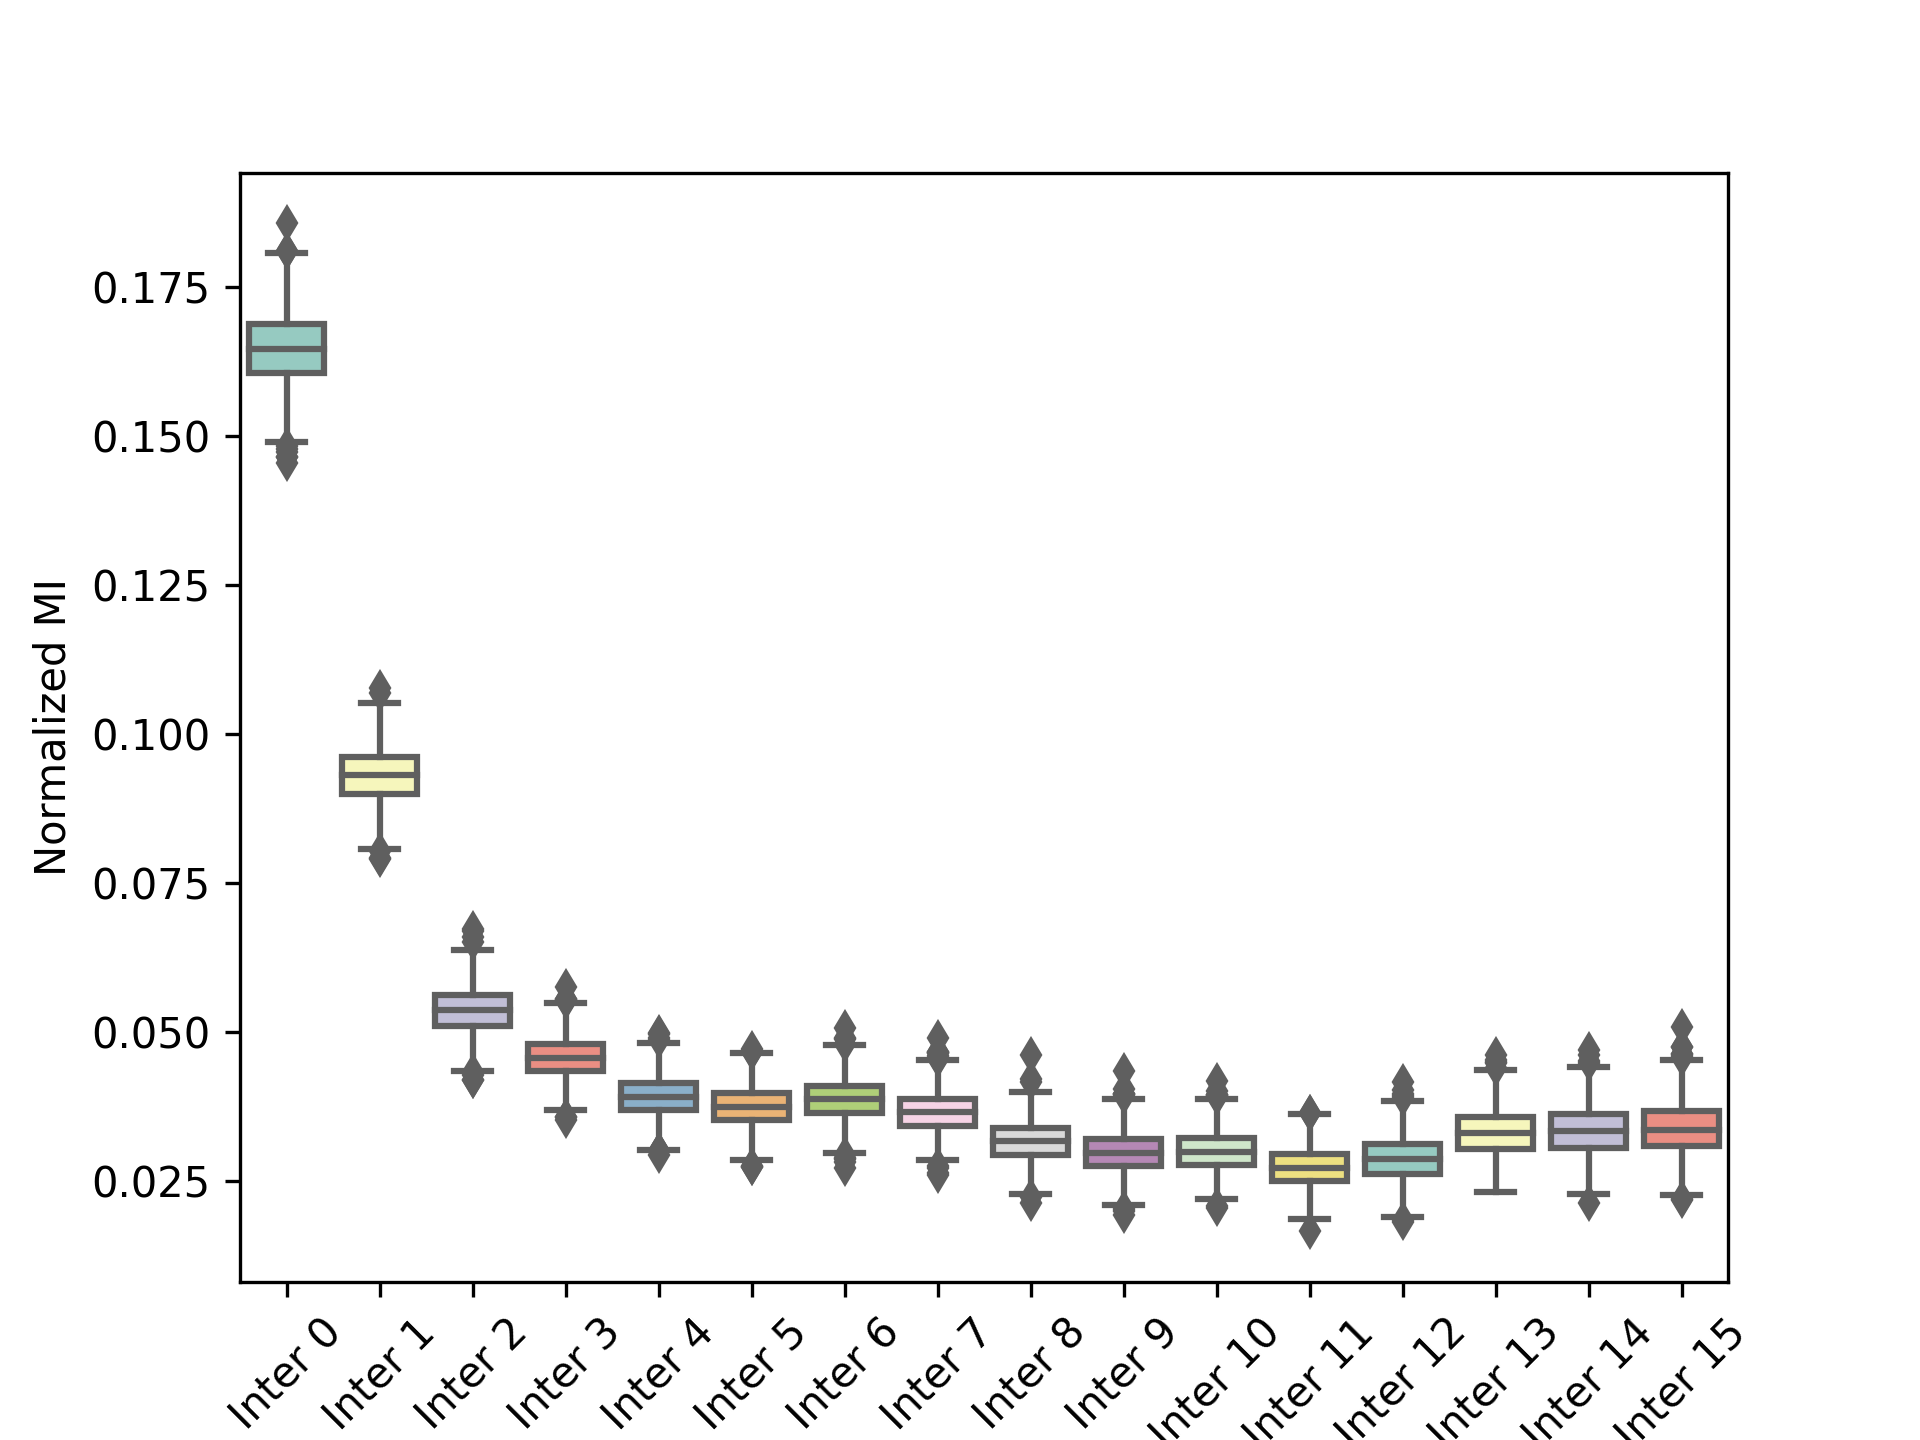 Normalized MI
0.175
0.150
0.125
0.100
0.075
0.050
0.025
Inter 0
Inter 1
Inter 2
Inter 3
Inter 4
Inter 5
Inter 6
Inter 7
Inter 8
Inter 9
Inter 10
Inter 11
Inter 12
Inter 13
Inter 14
Inter 15